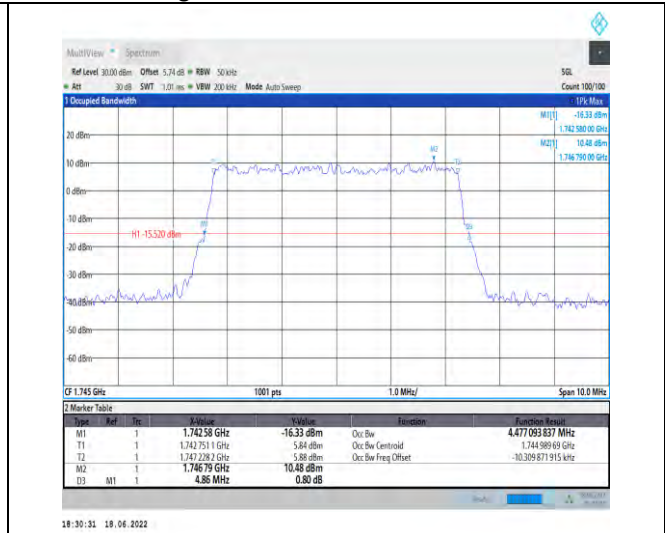 MultiView Spectrum
Ref Level 30.00 dBm Offset 5.74 dB RBW 50 kHz SGL
Att 30 dB SWT 1.01 ms VBW 200 kHz Mode Auto Sweep Count 100/100
1 Occupied Bandwidth 1Pk Max
M1[1] -16.33 dBm
1.742 580 00 GHz
M2[1] 10.48 dBm
1.746 790 00 GHz
20 dBm
M2
10 dBm
T2
0 dBm
-10 dBm
H1 -15.520 dBm
-20 dBm
-30 dBm
-40 dBm
-50 dBm
-60 dBm
CF 1.745 GHz 1001 pts 1.0 MHz/ Span 10.0 MHz
2 Marker Table
Type Ref Trc X-Value Y-Value Function Function Result
M1 1 1.742 58 GHz -16.33 dBm Occ Bw 4.477 093 837 MHz
T1 1 1.742 751 1 GHz 5.84 dBm Occ Bw Centroid 1.744 989 69 GHz
T2 1 1.747 228 2 GHz 5.88 dBm Occ Bw Freq Offset -10.309 871 915 kHz
M2 1 1.746 79 GHz 10.48 dBm
D3 M1 1 4.86 MHz 0.80 dB
18:30:31 18.06.2022